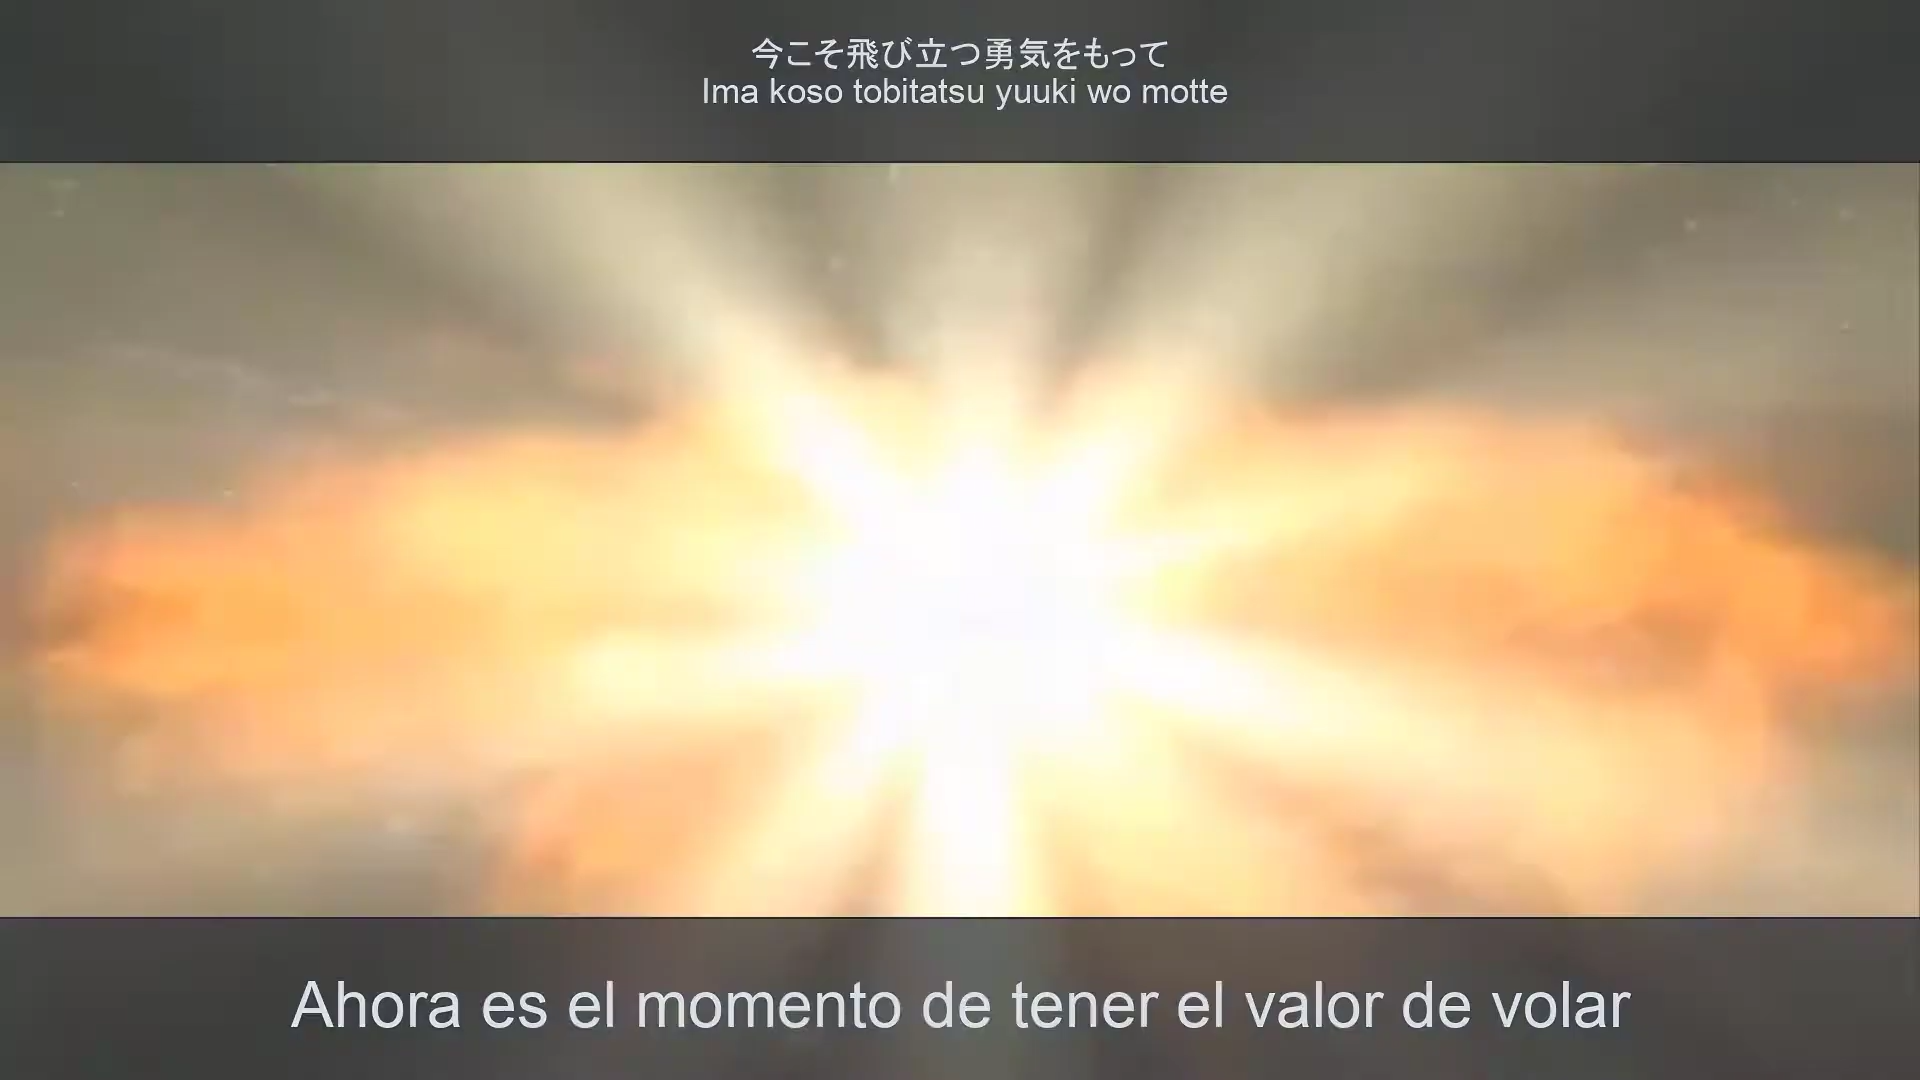 今こそ飛び立つ勇気をもって
Ima koso tobitatsu yuuki wo motte
Ahora es el momento de tener el valor de volar